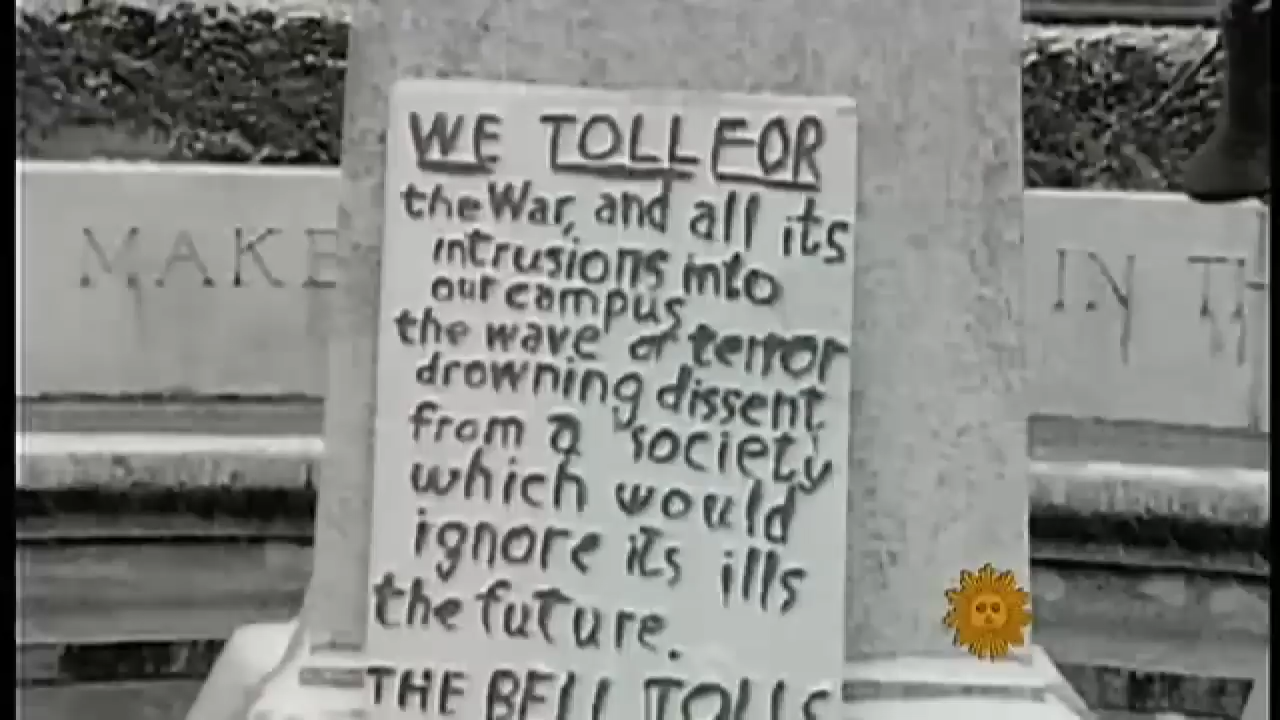 WE TOLL FOR
the War, and all its
intrusions into
our campus
the wave of terror
drowning dissent
from a society
which would
ignore its ills
the future.
THE BELL TOLLS
MAKE
IN TH